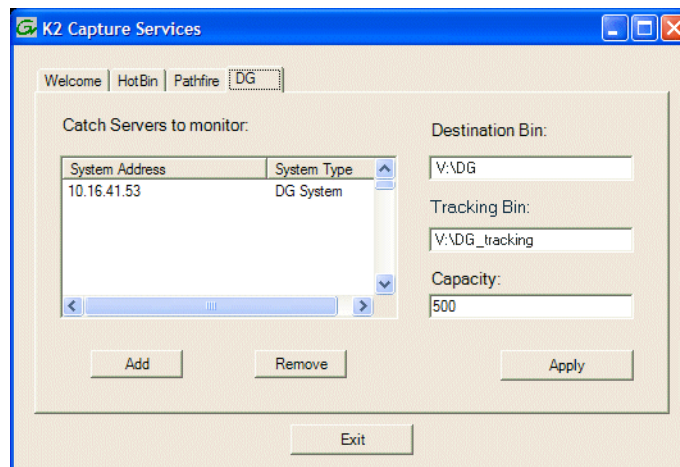 K2 Capture Services
Welcome HotBin Pathfire DG
Catch Servers to monitor:
System Address System Type
10.16.41.53 DG System
Destination Bin:
V:\DG
Tracking Bin:
V:\DG_tracking
Capacity:
500
Add Remove Apply
Exit